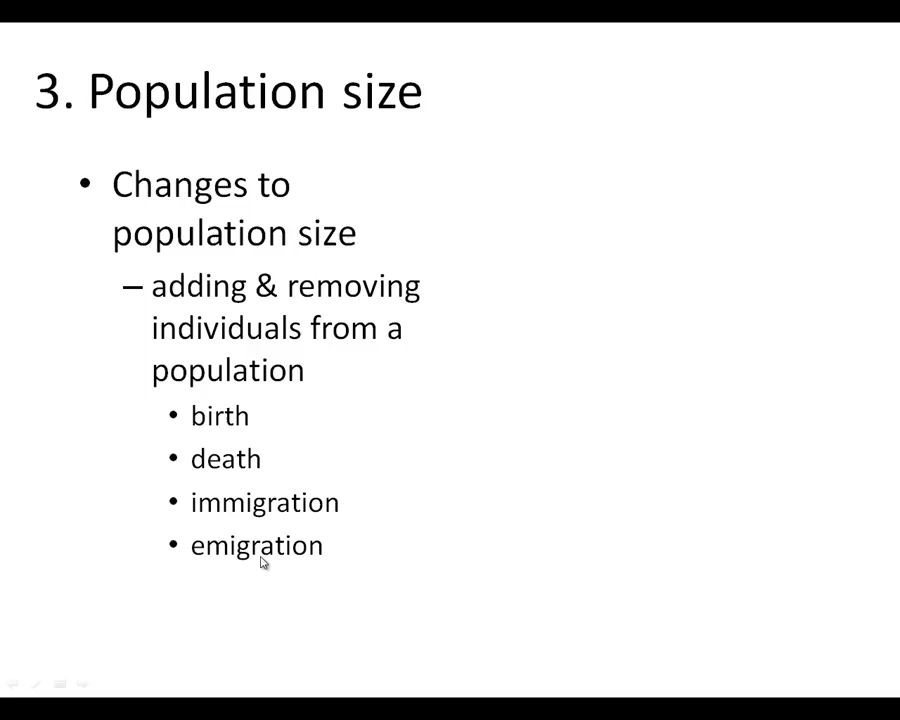 3. Population size
• Changes to
population size
– adding & removing
individuals from a
population
• birth
• death
• immigration
• emigration